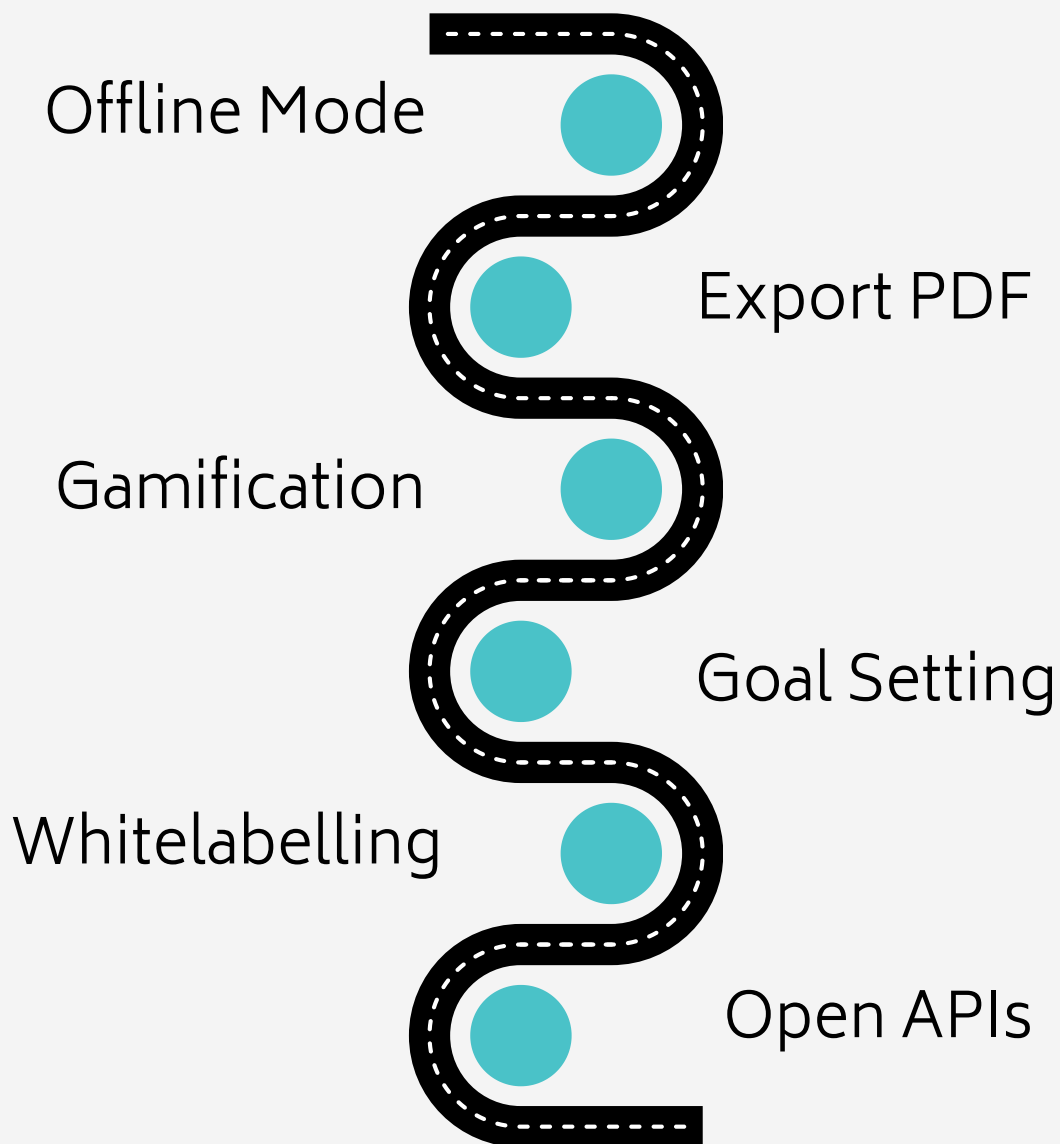 Offline Mode
Export PDF
Gamification
Goal Setting
Whitelabelling
Open APIs